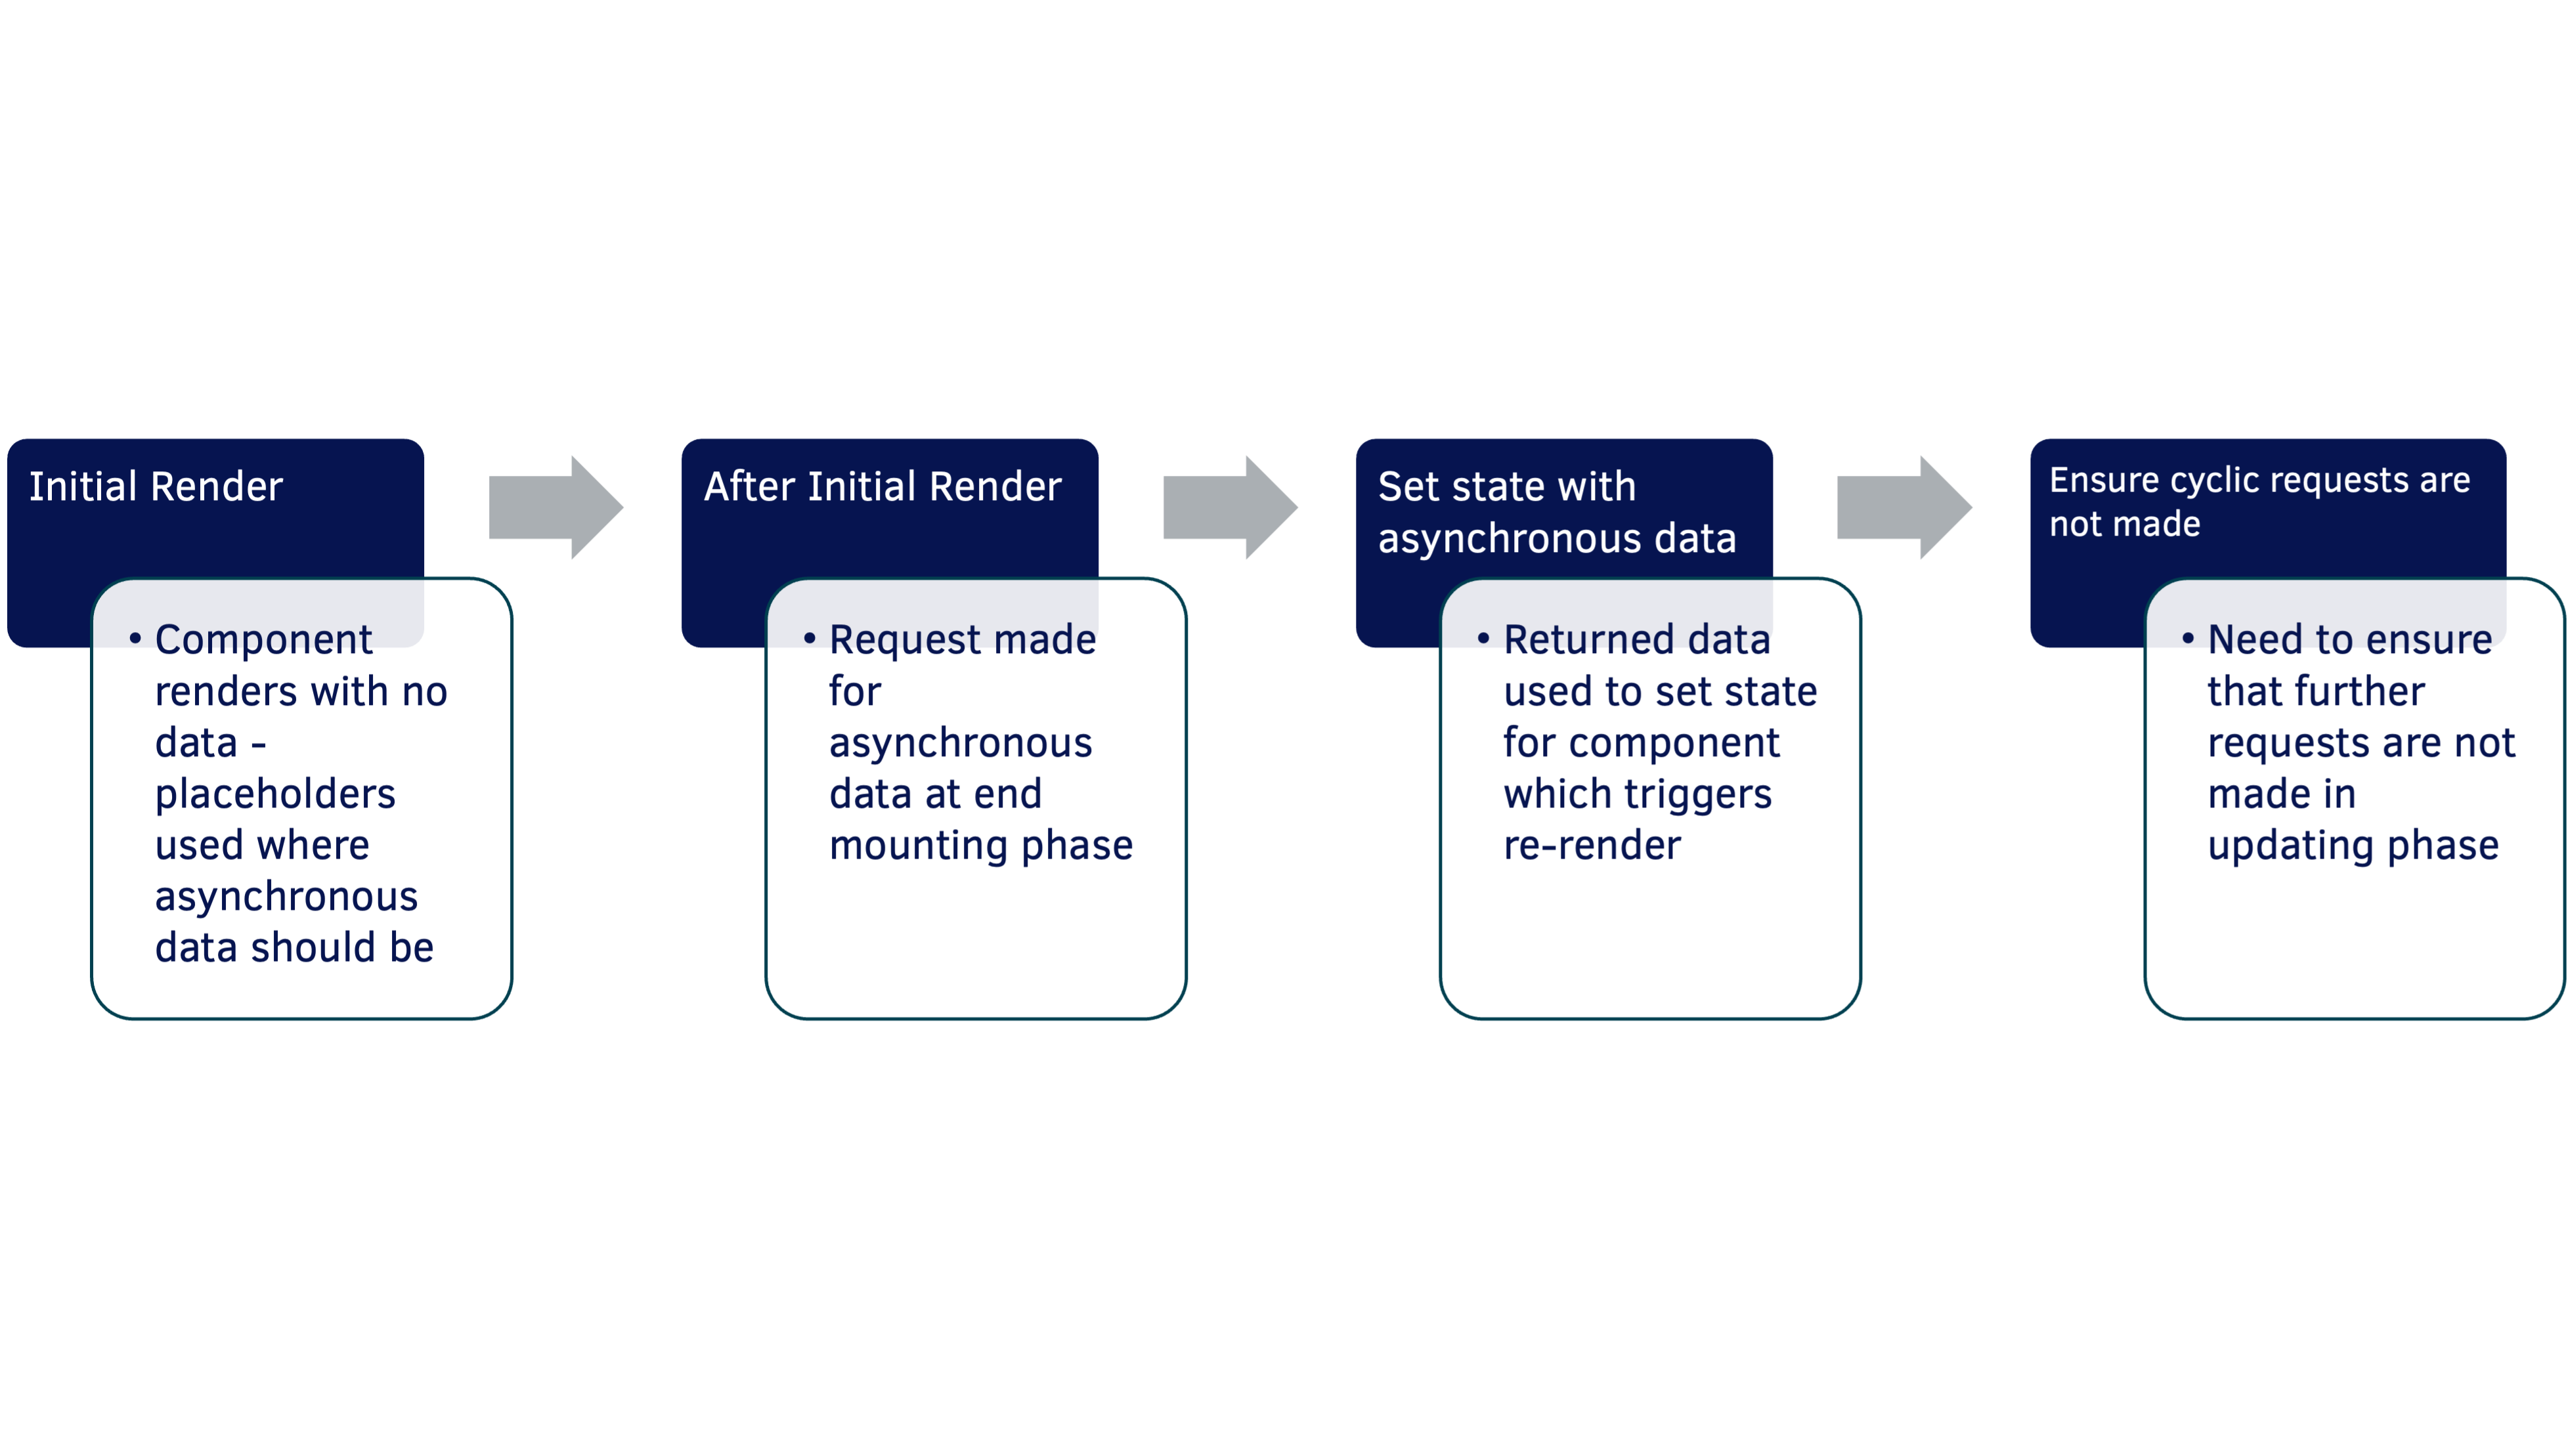 Initial Render
• Component
renders with no
data -
placeholders
used where
asynchronous
data should be
After Initial Render
• Request made
for
asynchronous
data at end
mounting phase
Set state with
asynchronous data
• Returned data
used to set state
for component
which triggers
re-render
Ensure cyclic requests are
not made
• Need to ensure
that further
requests are not
made in
updating phase